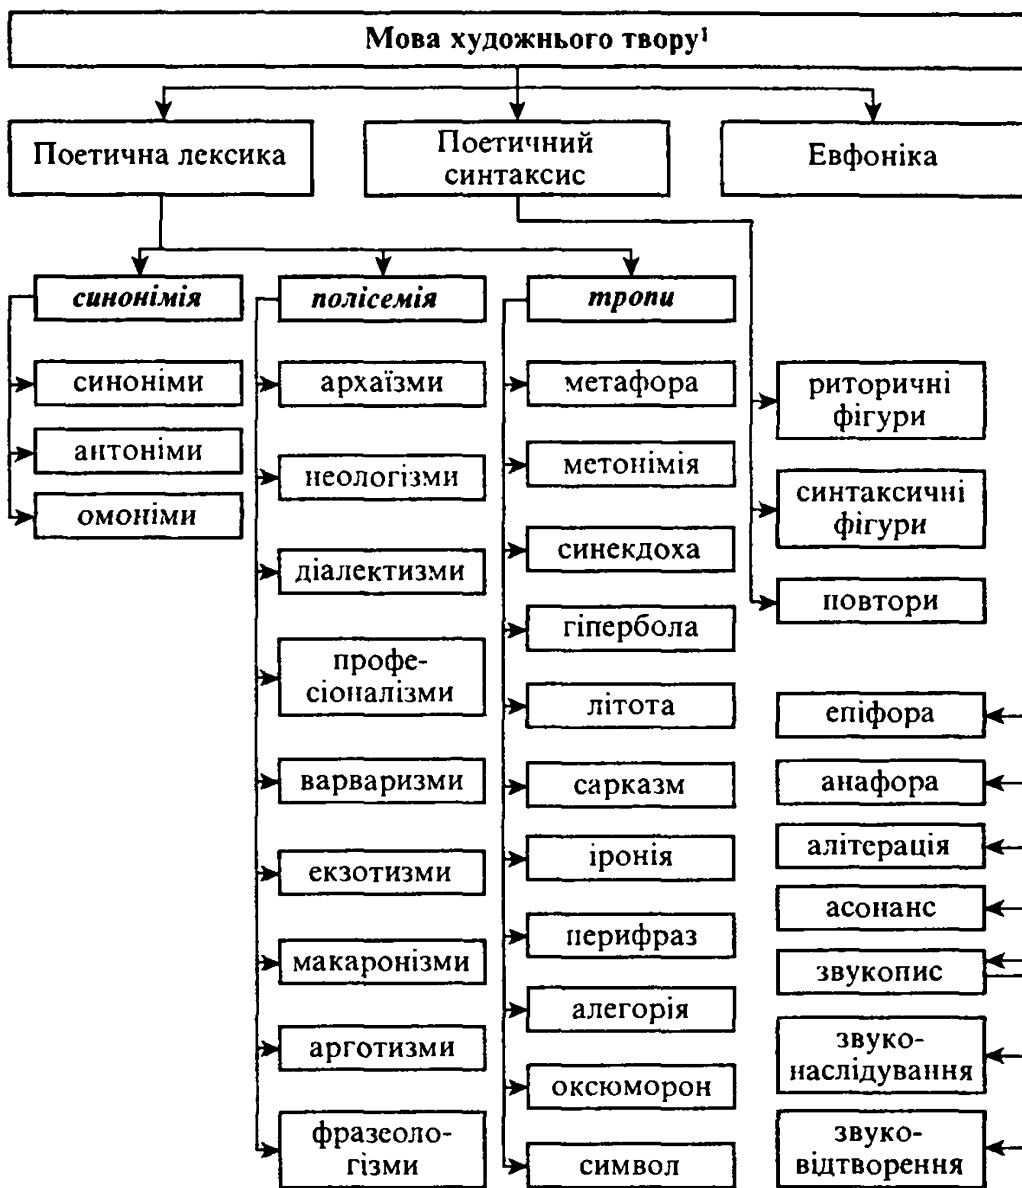 Мова художнього твору¹
Поетична лексика
Поетичний
синтаксис
Евфоніка
синонімія
полісемія
тропи
синоніми
антоніми
омоніми
архаїзми
неологізми
діалектизми
профе-
сіоналізми
варваризми
екзотизми
макаронізми
арготизми
фразеоло-
гізми
метафора
метонімія
синекдоха
гіпербола
літота
сарказм
іронія
перифраз
алегорія
оксюморон
символ
риторичні
фігури
синтаксичні
фігури
повтори
епіфора
анафора
алітерація
асонанс
звукопис
звуко-
наслідування
звуко-
відтворення